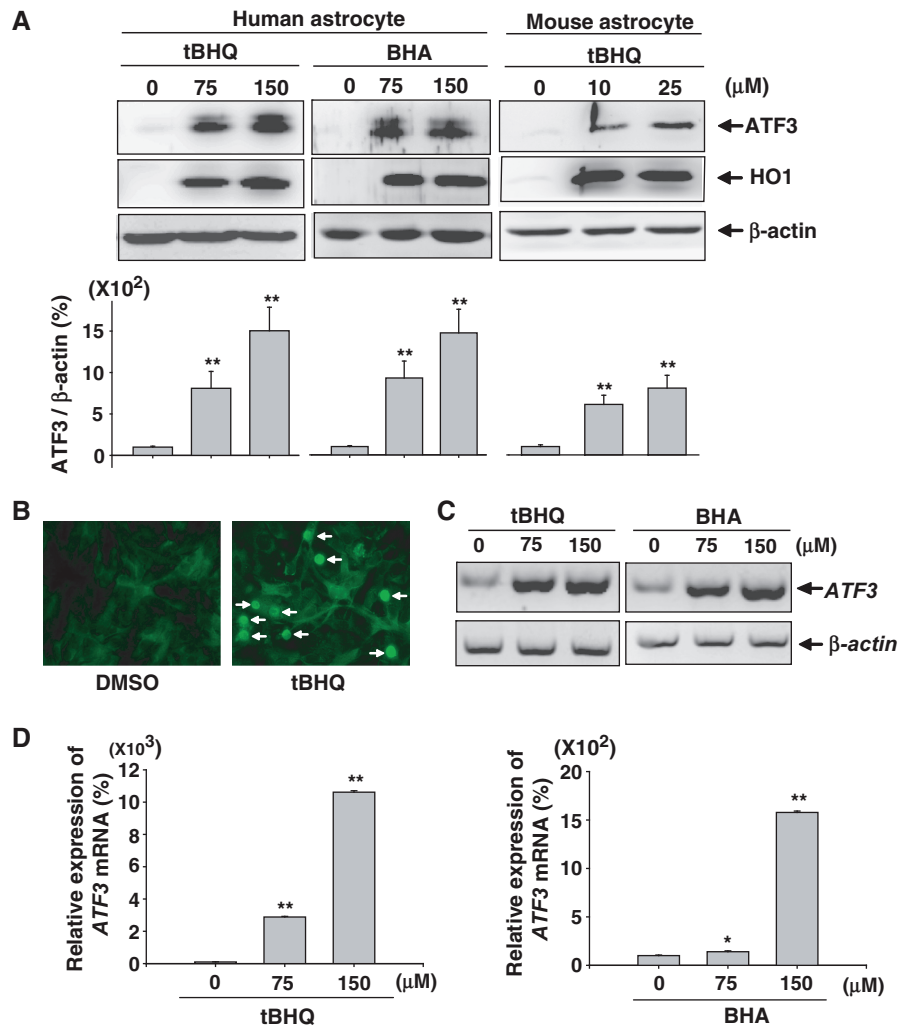 A
Human astrocyte
Mouse astrocyte
tBHQ
BHA
tBHQ
0 75 150
0 75 150
0 10 25
(μM)
ATF3
HO1
β-actin
(X10²)
ATF3 / β-actin (%)
15
10
5
0
**
**
**
**
**
**
B
DMSO
tBHQ
C
tBHQ
BHA
0 75 150
0 75 150
(μM)
ATF3
β-actin
D
Relative expression of
ATF3 mRNA (%)
(X10³)
12
10
8
6
4
2
0
**
**
0 75 150 (μM)
tBHQ
Relative expression of
ATF3 mRNA (%)
(X10²)
20
15
10
5
0
*
**
0 75 150 (μM)
BHA